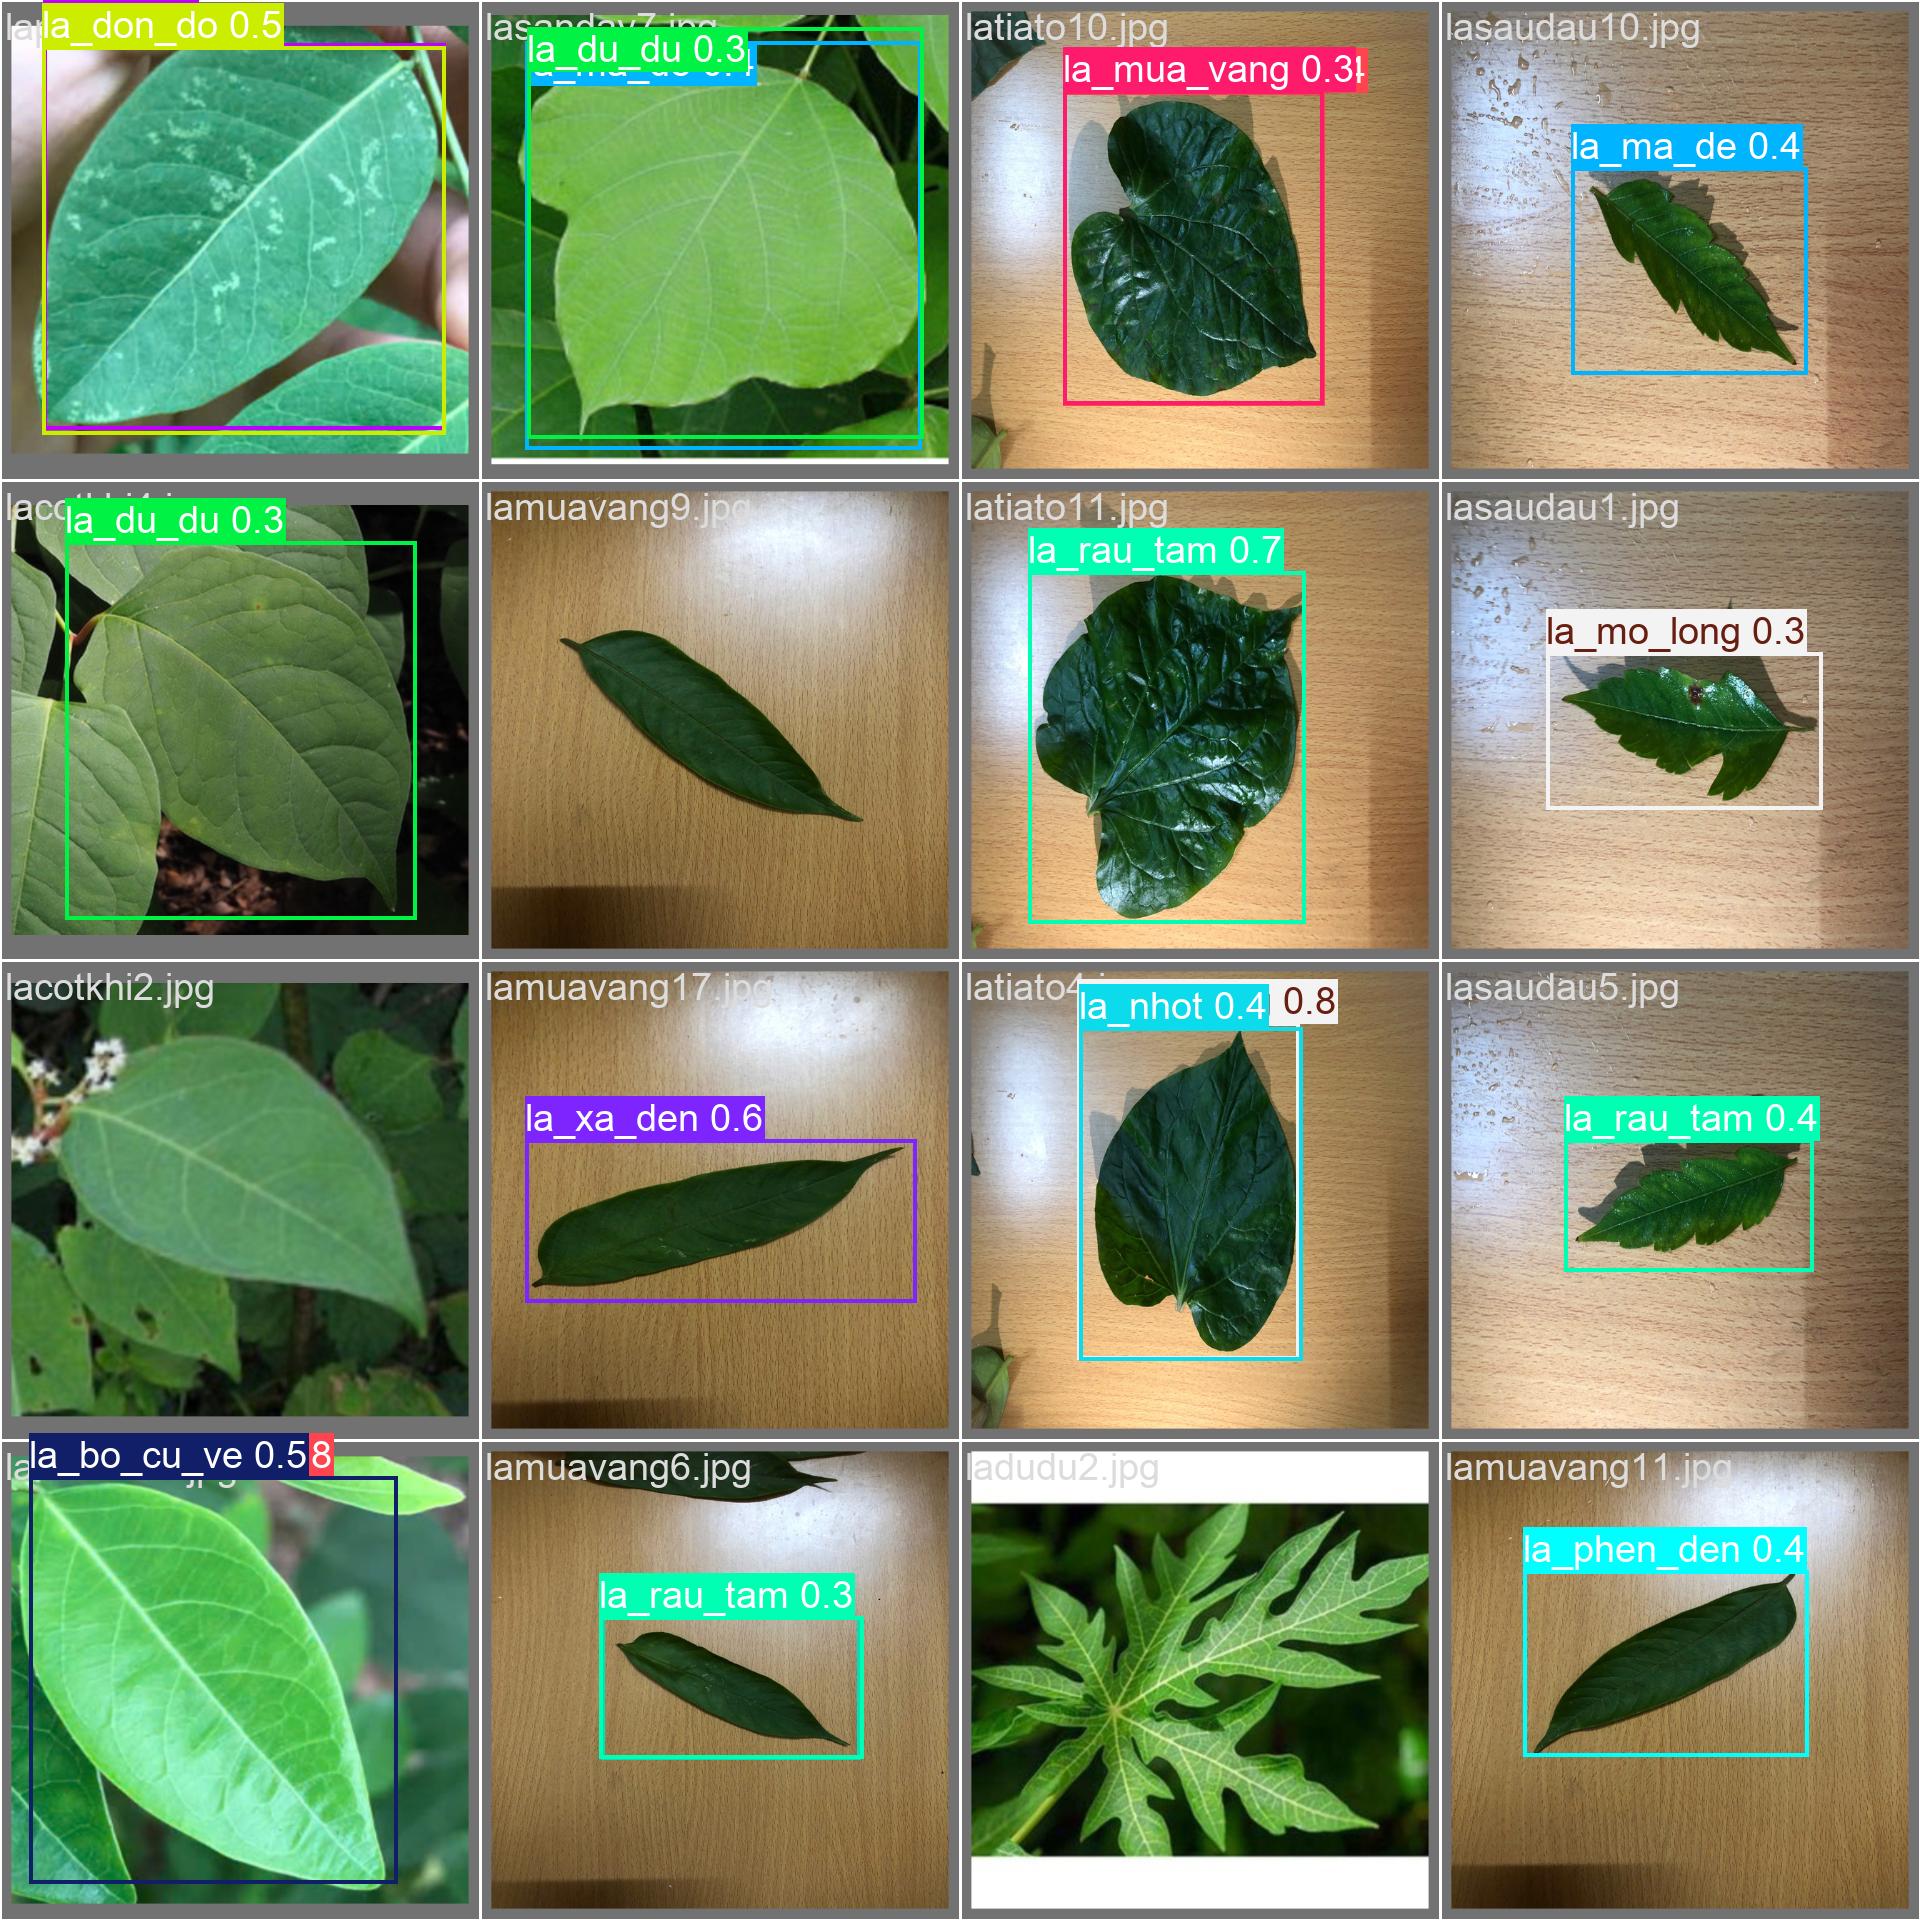 la_don_do 0.5
la_du_du 0.3
latiato10.jpg
la_mua_vang 0.3
lasaudau10.jpg
la_ma_de 0.4
la_du_du 0.3
lamuavang9.jpg
latiato11.jpg
la_rau_tam 0.7
lasaudau1.jpg
la_mo_long 0.3
lacotkhi2.jpg
lamuavang17.jpg
la_xa_den 0.6
latiato4
la_nhot 0.4 0.8
lasaudau5.jpg
la_rau_tam 0.4
la_bo_cu_ve 0.5 8
lamuavang6.jpg
la_rau_tam 0.3
ladudu2.jpg
lamuavang11.jpg
la_phen_den 0.4